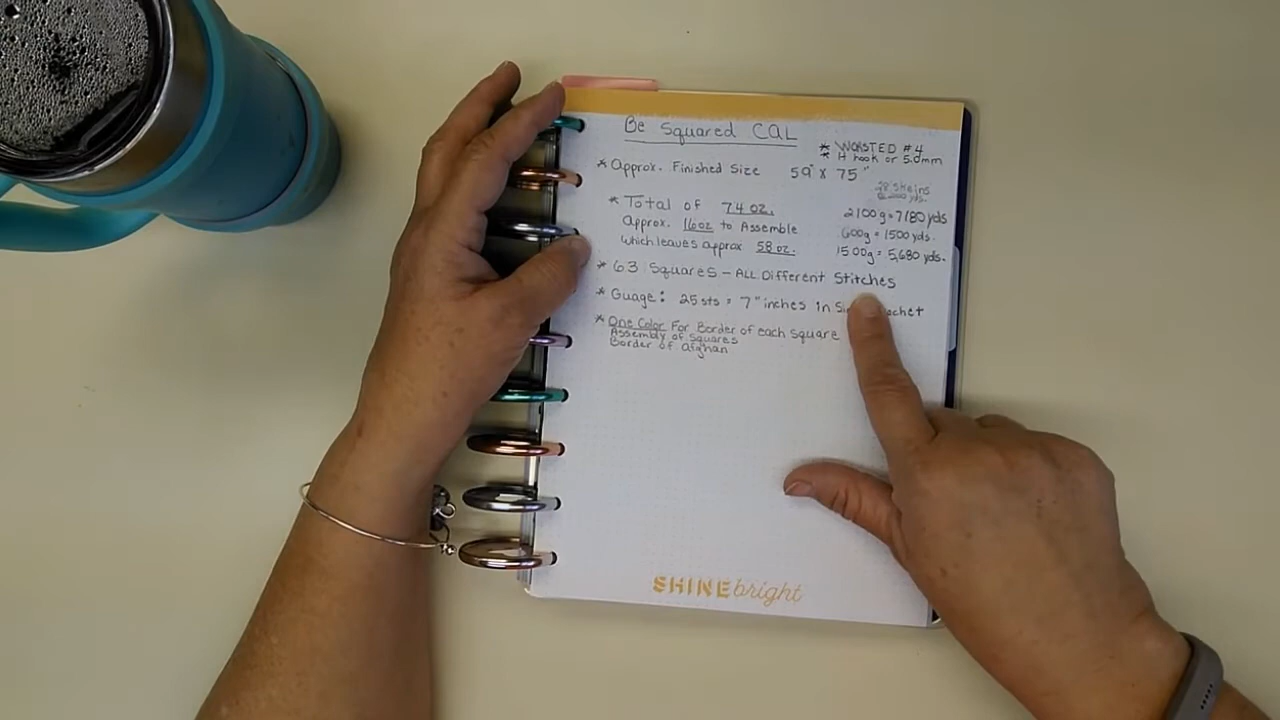 Be Squared CAL
* WORSTED #4
* H hook or 5.0mm
* Approx. Finished Size 59" X 75"
28 Skeins
@ 200 yds.
* Total of 74 oz.
Approx. 16oz to Assemble
which leaves approx 58 oz.
2100g = 7180 yds
600g = 1500 yds.
1500g = 5,680 yds.
* 63 Squares - ALL Different Stitches
* Guage: 25 sts = 7" inches in
* One Color For Border of each Square
Assembly of Squares
Border of Afghan
SHINE bright